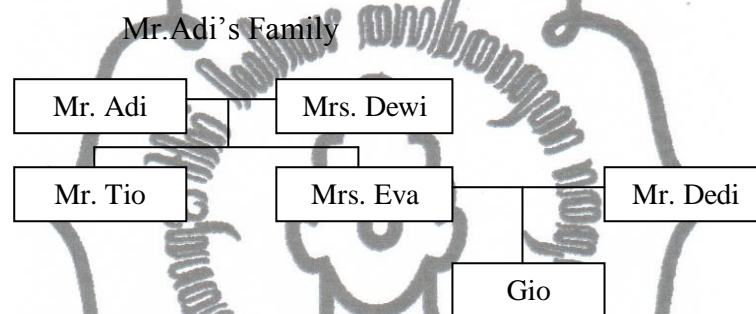 Mr.Adi's Family
Mr. Adi
Mrs. Dewi
Mr. Tio
Mrs. Eva
Mr. Dedi
Gio